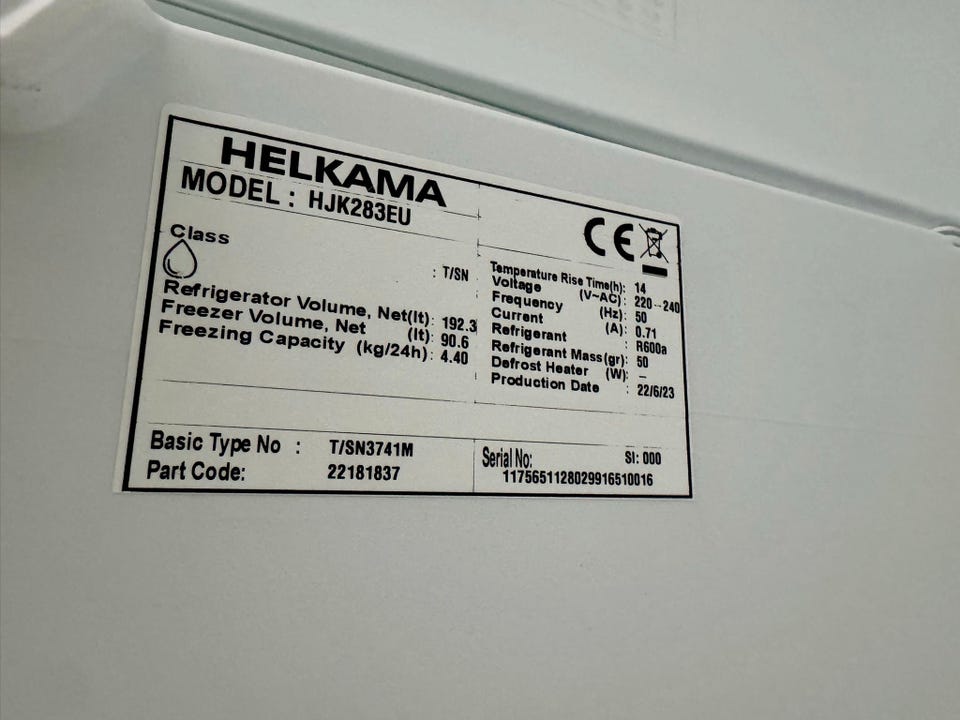 HELKAMA
MODEL : HJK283EU
Class : T/SN
Refrigerator Volume, Net(lt): 192.3
Freezer Volume, Net (lt): 90.6
Freezing Capacity (kg/24h): 4.40
CE
Temperature Rise Time(h): 14
Voltage (V~AC): 220--240
Frequency (Hz): 50
Current (A): 0.71
Refrigerant : R600a
Refrigerant Mass(gr): 50
Defrost Heater (W): –
Production Date : 22/6/23
Basic Type No : T/SN3741M
Part Code: 22181837
Serial No: SI: 000
1175651128029916510016